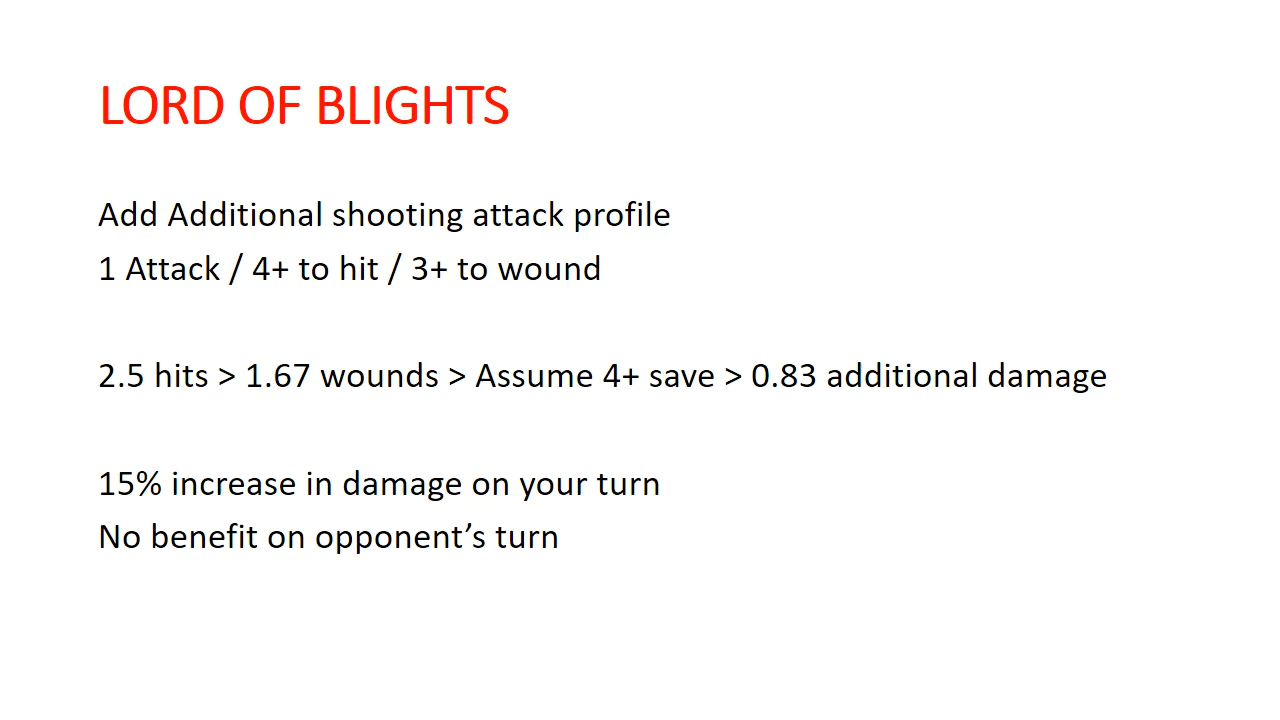 LORD OF BLIGHTS
Add Additional shooting attack profile
1 Attack / 4+ to hit / 3+ to wound
2.5 hits > 1.67 wounds > Assume 4+ save > 0.83 additional damage
15% increase in damage on your turn
No benefit on opponent’s turn